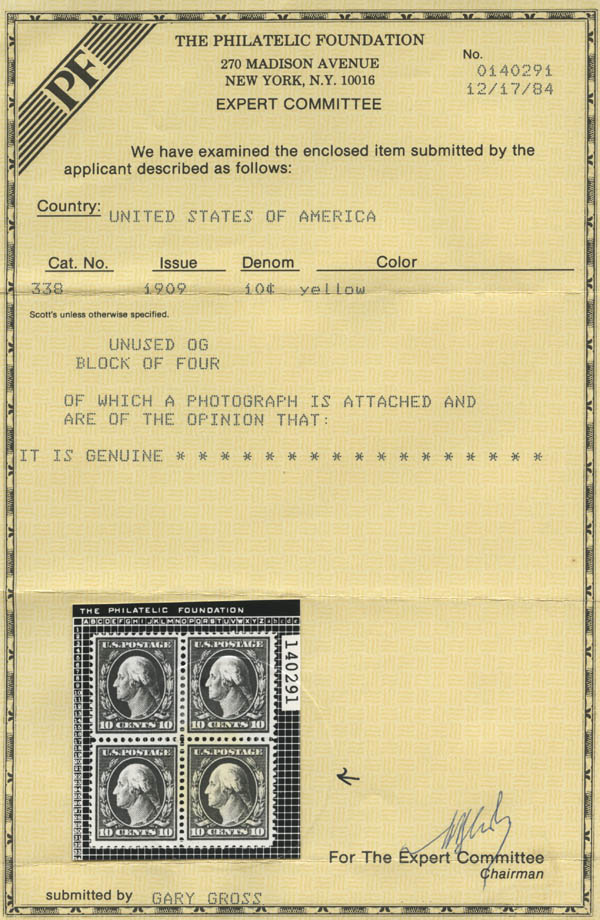 PF
THE PHILATELIC FOUNDATION
270 MADISON AVENUE
NEW YORK, N.Y. 10016
EXPERT COMMITTEE
No.
0140291
12/17/84
We have examined the enclosed item submitted by the
applicant described as follows:
Country: UNITED STATES OF AMERICA
Cat. No. Issue Denom Color
338 1909 10¢ yellow
Scott's unless otherwise specified.
UNUSED OG
BLOCK OF FOUR
OF WHICH A PHOTOGRAPH IS ATTACHED AND
ARE OF THE OPINION THAT:
IT IS GENUINE * * * * * * * * * * * * * * * * *
THE PHILATELIC FOUNDATION
ABCDEFGHIJKLMNOPQRSTUVWXYZ abcde
140291
U.S. POSTAGE U.S. POSTAGE
10 CENTS 10 10 CENTS 10
U.S. POSTAGE U.S. POSTAGE
10 CENTS 10 10 CENTS 10
For The Expert Committee
Chairman
submitted by GARY GROSS